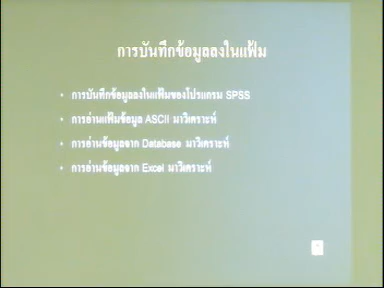 การบันทึกข้อมูลลงในแฟ้ม
• การบันทึกข้อมูลลงในแฟ้มของโปรแกรม SPSS
• การอ่านแฟ้มข้อมูล ASCII มาวิเคราะห์
• การอ่านข้อมูลจาก Database มาวิเคราะห์
• การอ่านข้อมูลจาก Excel มาวิเคราะห์